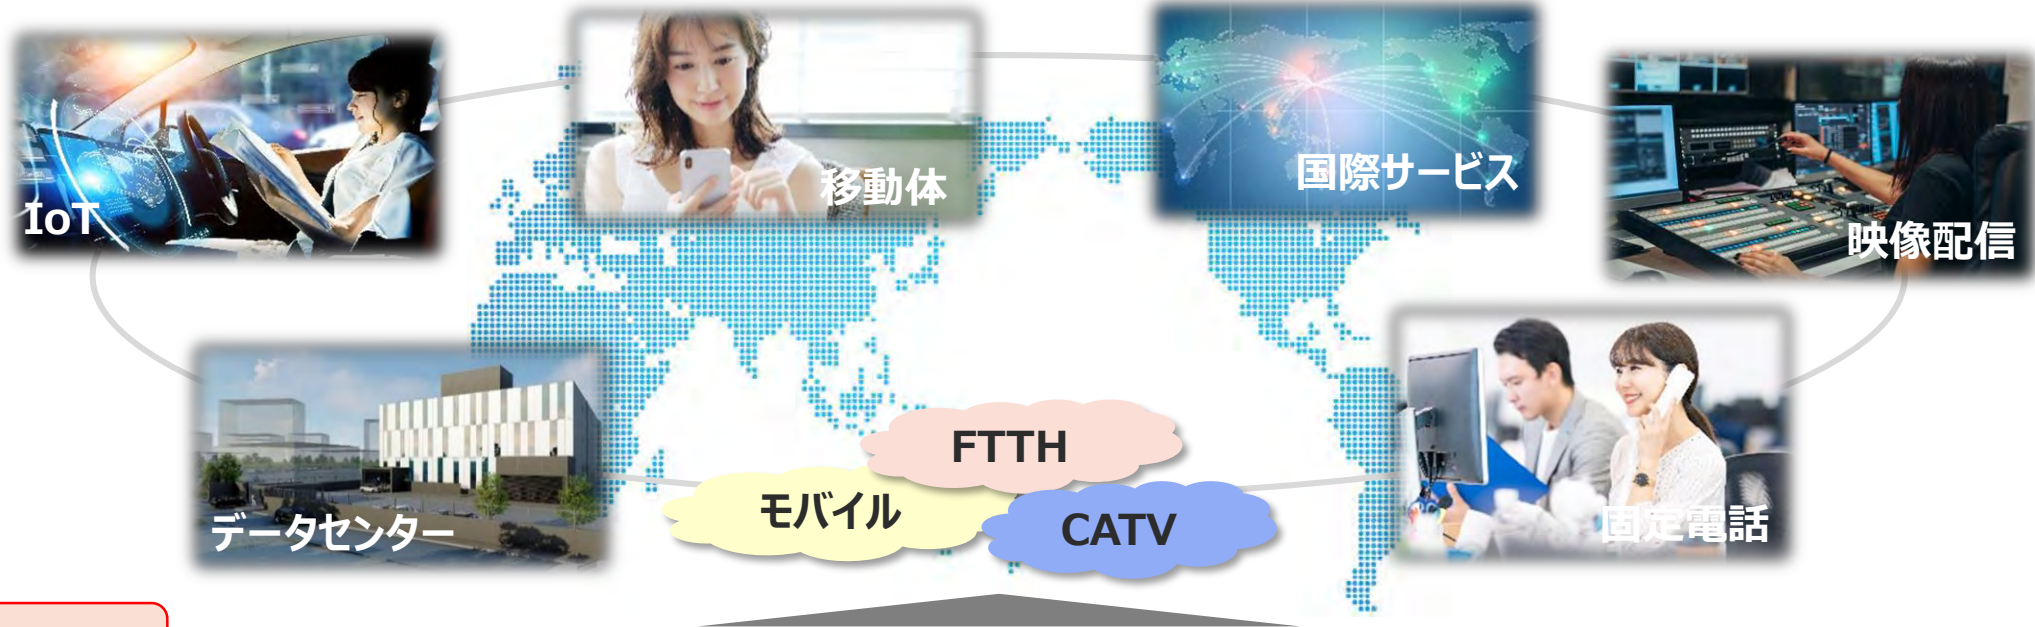 IoT
移動体
国際サービス
映像配信
データセンター
FTTH
モバイル
CATV
固定電話